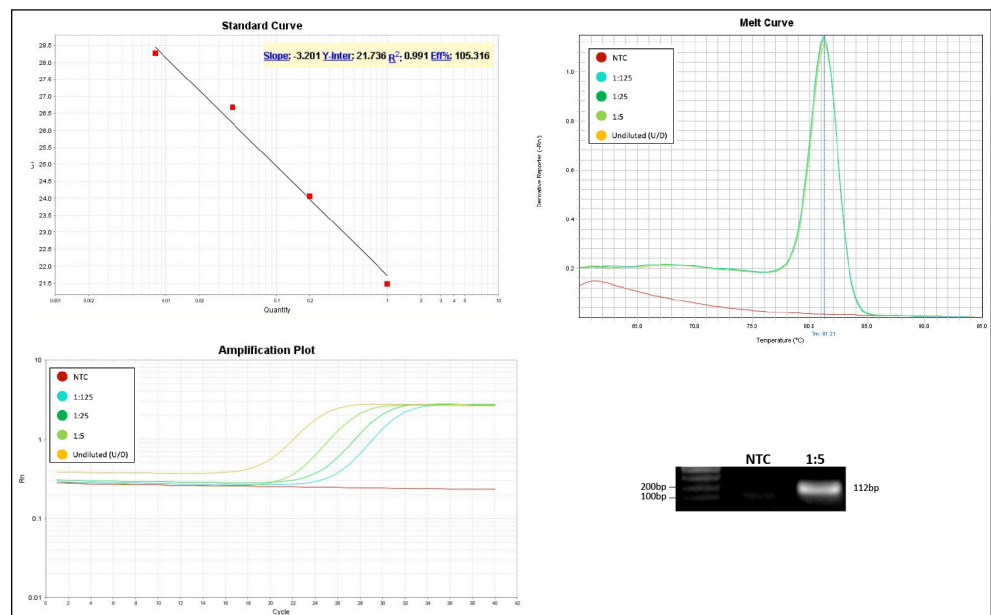 Standard Curve
Slope: -3.201 Y-Inter: 21.736 R²: 0.991 Eff%: 105.316
28.5
28.0
27.5
27.0
26.5
26.0
25.5
25.0
24.5
24.0
23.5
23.0
22.5
22.0
21.5
0.001 0.002 0.01 0.02 0.1 0.2 1 2 3 4 5 10
Quantity
Melt Curve
NTC
1:125
1:25
1:5
Undiluted (U/D)
Derivative Reporter (-Rn')
1.0
0.8
0.6
0.4
0.2
65.0 70.0 75.0 80.0 85.0 90.0 95.0
Tm: 81.21
Temperature (°C)
Amplification Plot
NTC
1:125
1:25
1:5
Undiluted (U/D)
Rn
10
1
0.1
0.01
0 2 4 6 8 10 12 14 16 18 20 22 24 26 28 30 32 34 36 38 40 42
Cycle
NTC 1:5
200bp
100bp
112bp